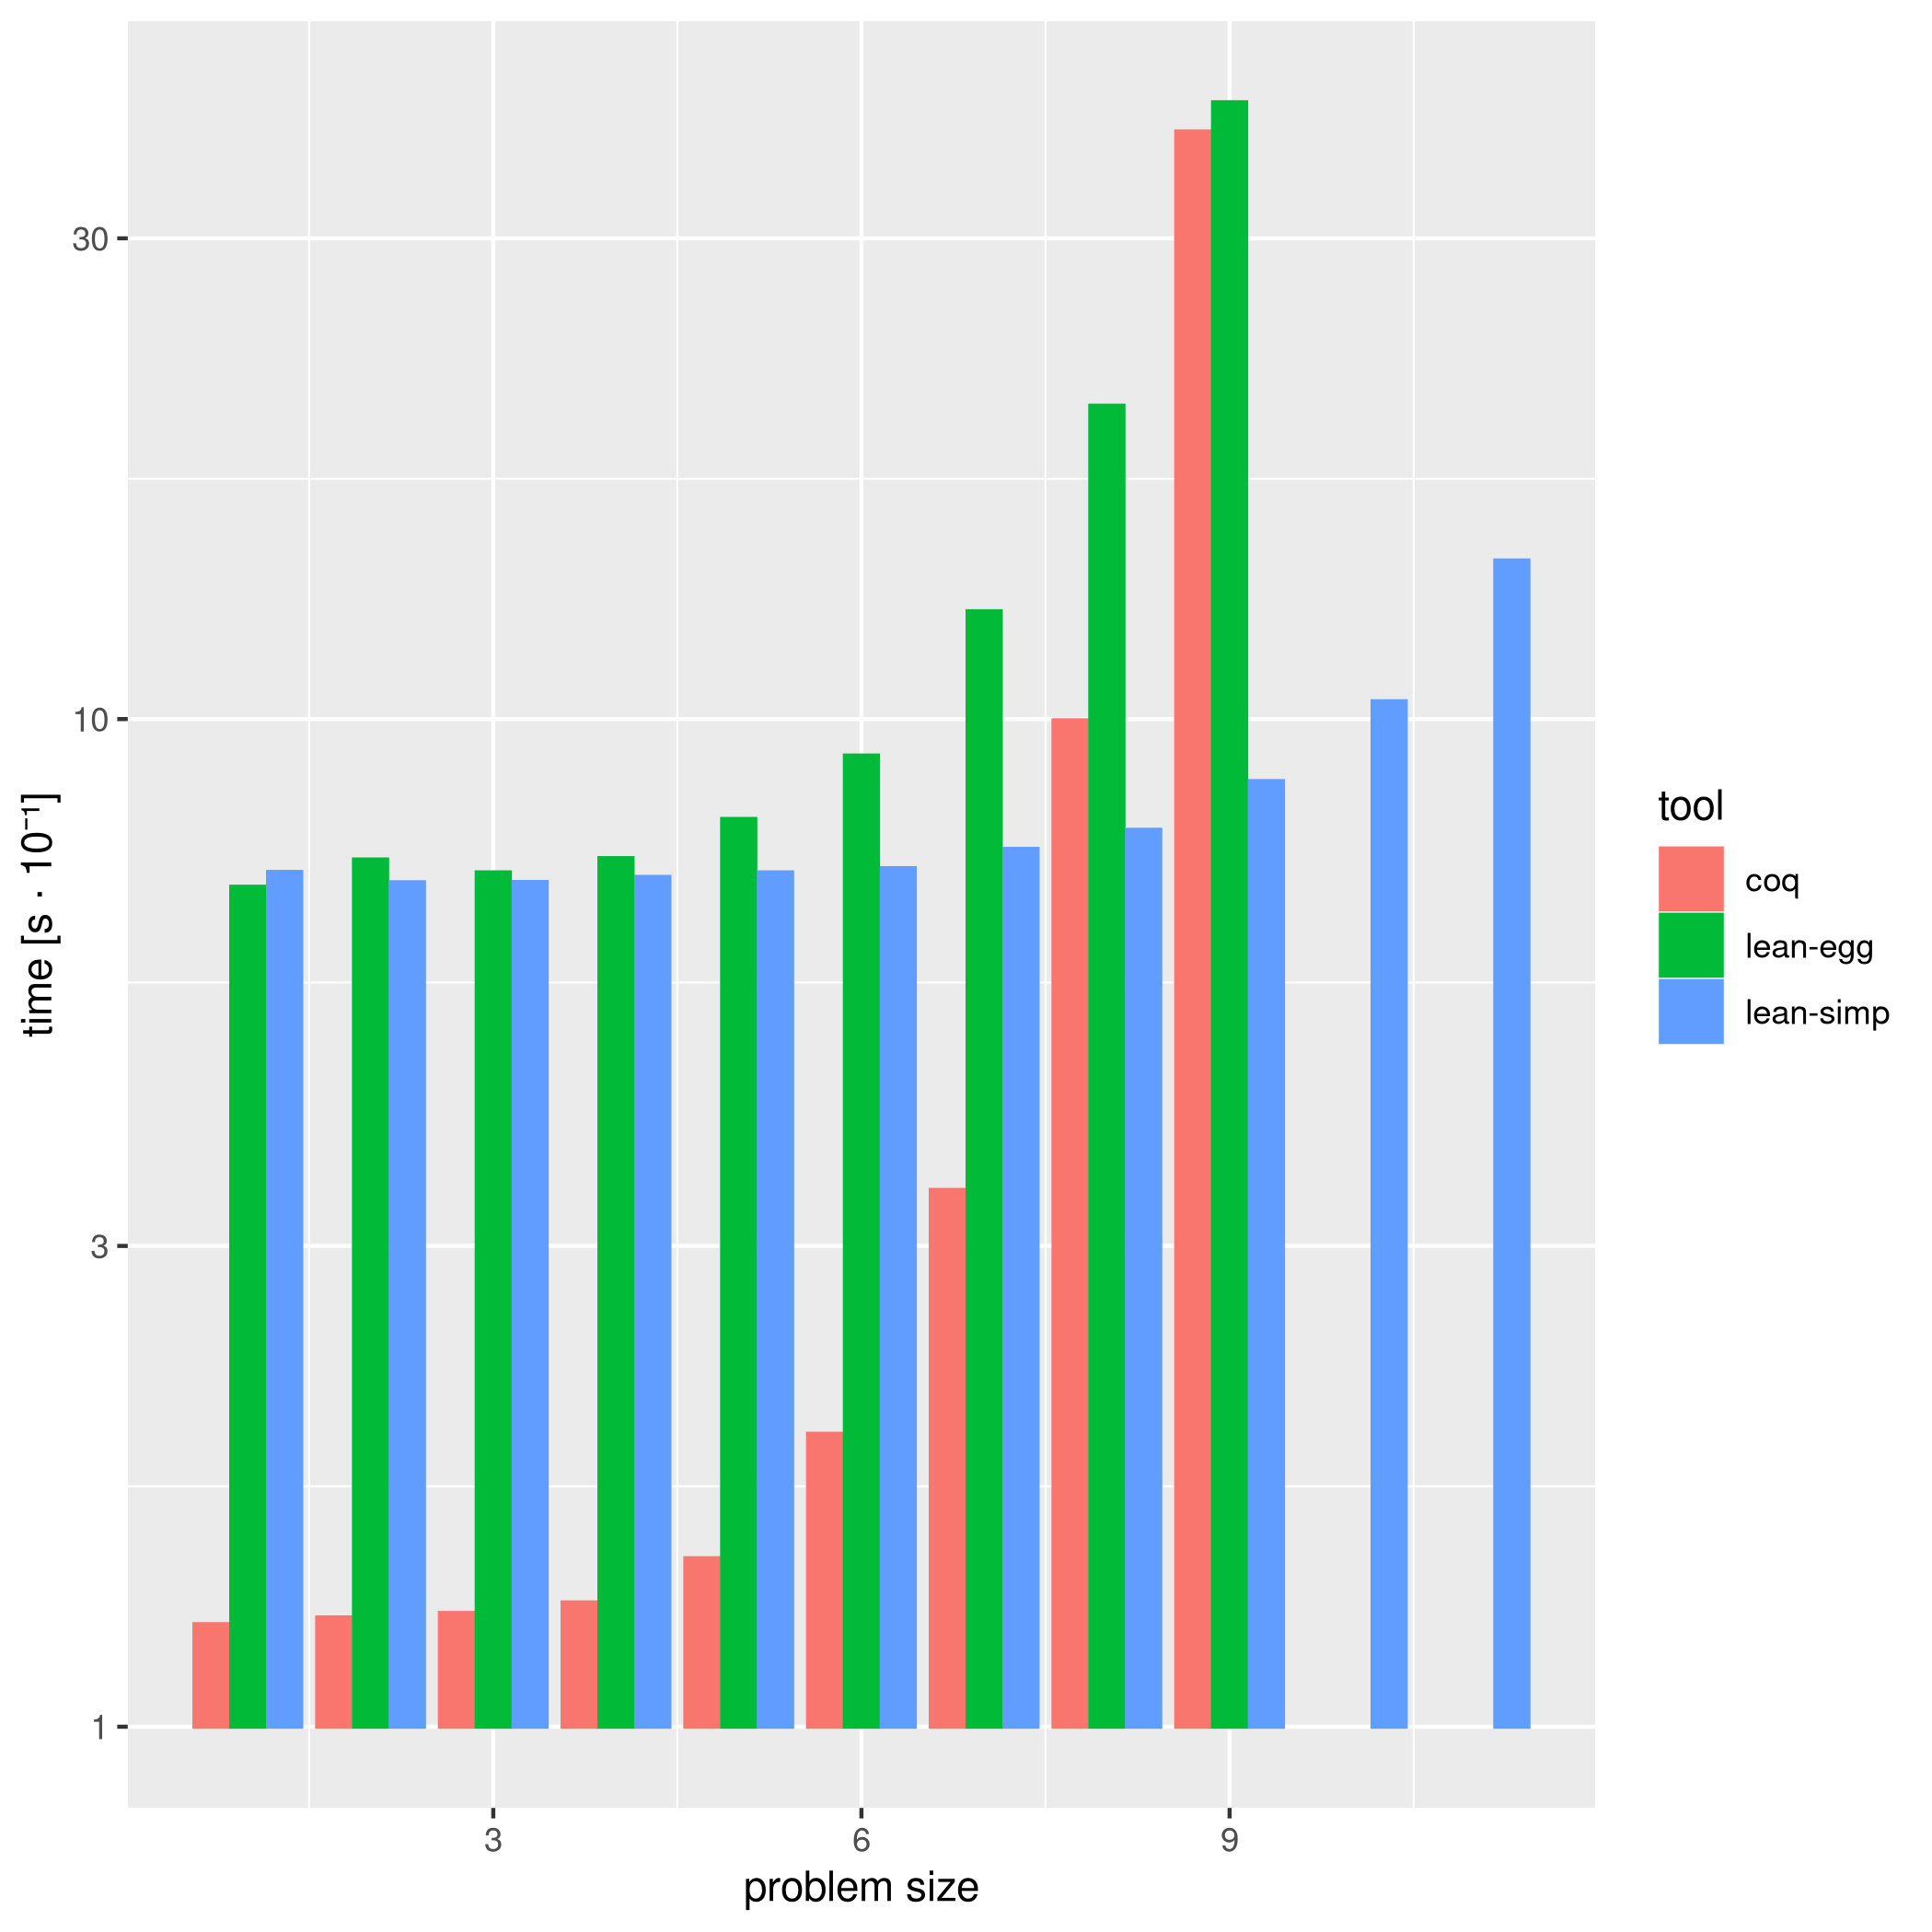 30
10
3
1
time [s · 10⁻¹]
3 6 9
problem size
tool
coq
lean-egg
lean-simp